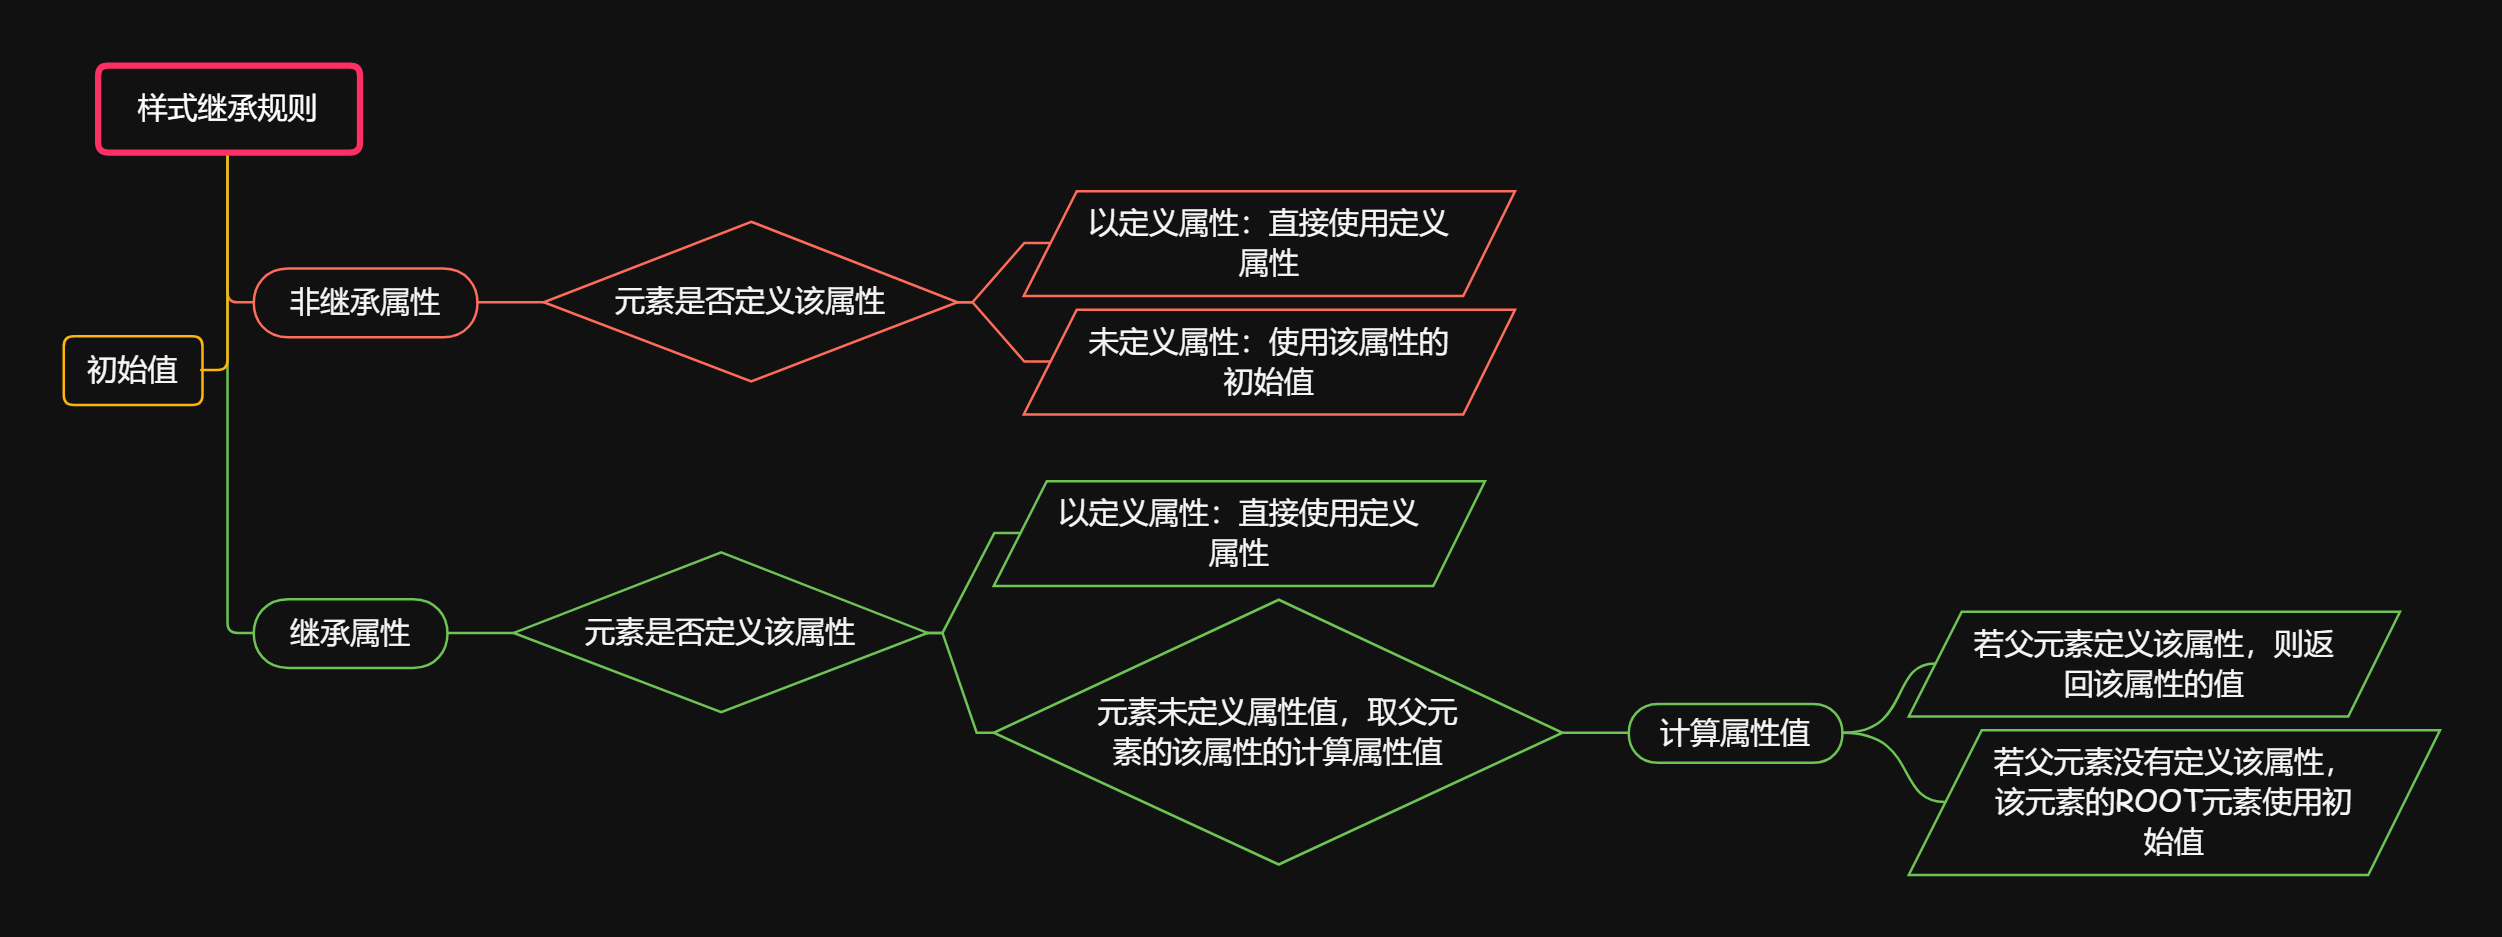 样式继承规则
初始值
非继承属性
元素是否定义该属性
以定义属性：直接使用定义
属性
未定义属性：使用该属性的
初始值
继承属性
元素是否定义该属性
以定义属性：直接使用定义
属性
元素未定义属性值，取父元
素的该属性的计算属性值
计算属性值
若父元素定义该属性，则返
回该属性的值
若父元素没有定义该属性，
该元素的ROOT元素使用初
始值